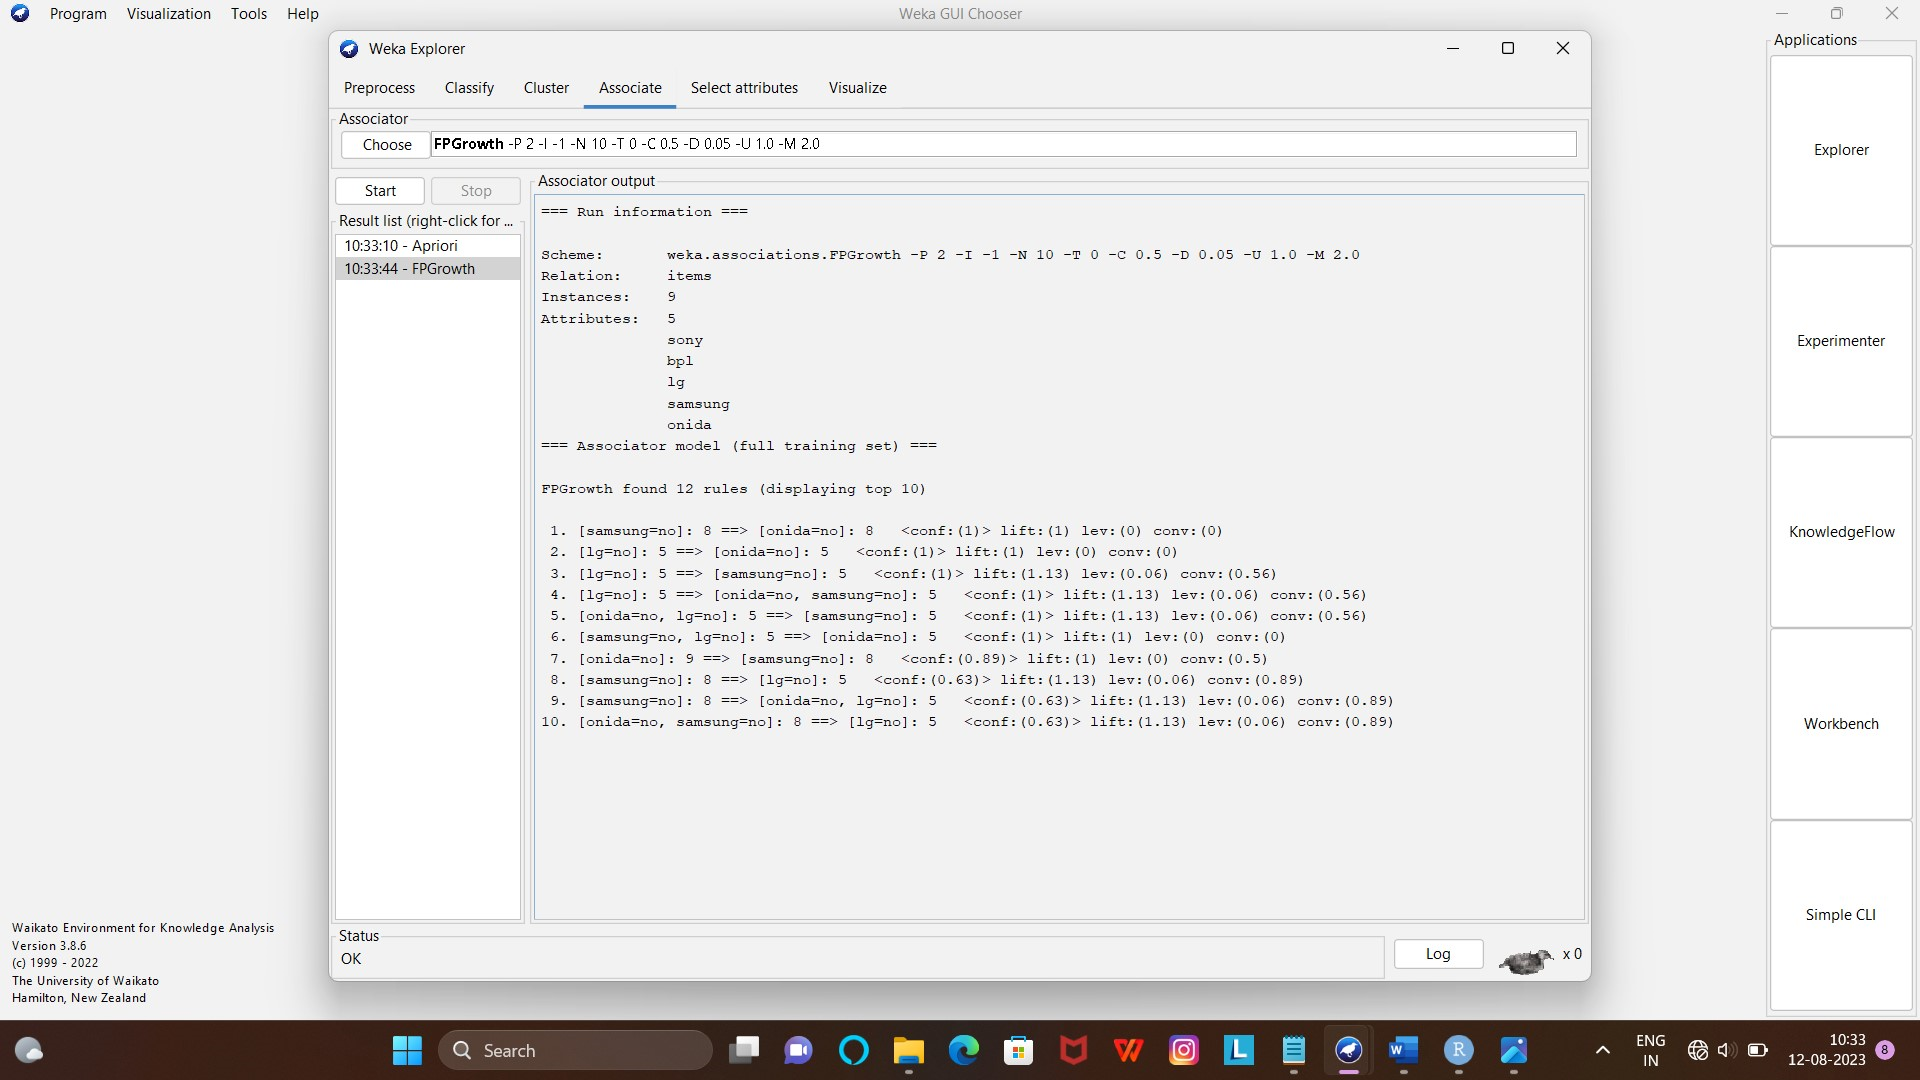 Program Visualization Tools Help
Weka GUI Chooser
Applications
Weka Explorer
Preprocess Classify Cluster Associate Select attributes Visualize
Associator
Choose FPGrowth -P 2 -I -1 -N 10 -T 0 -C 0.5 -D 0.05 -U 1.0 -M 2.0
Start Stop
Result list (right-click for ...
10:33:10 - Apriori
10:33:44 - FPGrowth
Associator output
=== Run information ===
Scheme: weka.associations.FPGrowth -P 2 -I -1 -N 10 -T 0 -C 0.5 -D 0.05 -U 1.0 -M 2.0
Relation: items
Instances: 9
Attributes: 5
sony
bpl
lg
samsung
onida
=== Associator model (full training set) ===
FPGrowth found 12 rules (displaying top 10)
1. [samsung=no]: 8 ==> [onida=no]: 8 <conf:(1)> lift:(1) lev:(0) conv:(0)
2. [lg=no]: 5 ==> [onida=no]: 5 <conf:(1)> lift:(1) lev:(0) conv:(0)
3. [lg=no]: 5 ==> [samsung=no]: 5 <conf:(1)> lift:(1.13) lev:(0.06) conv:(0.56)
4. [lg=no]: 5 ==> [onida=no, samsung=no]: 5 <conf:(1)> lift:(1.13) lev:(0.06) conv:(0.56)
5. [onida=no, lg=no]: 5 ==> [samsung=no]: 5 <conf:(1)> lift:(1.13) lev:(0.06) conv:(0.56)
6. [samsung=no, lg=no]: 5 ==> [onida=no]: 5 <conf:(1)> lift:(1) lev:(0) conv:(0)
7. [onida=no]: 9 ==> [samsung=no]: 8 <conf:(0.89)> lift:(1) lev:(0) conv:(0.5)
8. [samsung=no]: 8 ==> [lg=no]: 5 <conf:(0.63)> lift:(1.13) lev:(0.06) conv:(0.89)
9. [samsung=no]: 8 ==> [onida=no, lg=no]: 5 <conf:(0.63)> lift:(1.13) lev:(0.06) conv:(0.89)
10. [onida=no, samsung=no]: 8 ==> [lg=no]: 5 <conf:(0.63)> lift:(1.13) lev:(0.06) conv:(0.89)
Status
OK
Log
x 0
Explorer
Experimenter
KnowledgeFlow
Workbench
Simple CLI
Waikato Environment for Knowledge Analysis
Version 3.8.6
(c) 1999 - 2022
The University of Waikato
Hamilton, New Zealand
Search
L
W
R
ENG
IN
10:33
12-08-2023
8